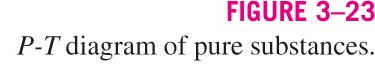 FIGURE 3–23
P-T diagram of pure substances.